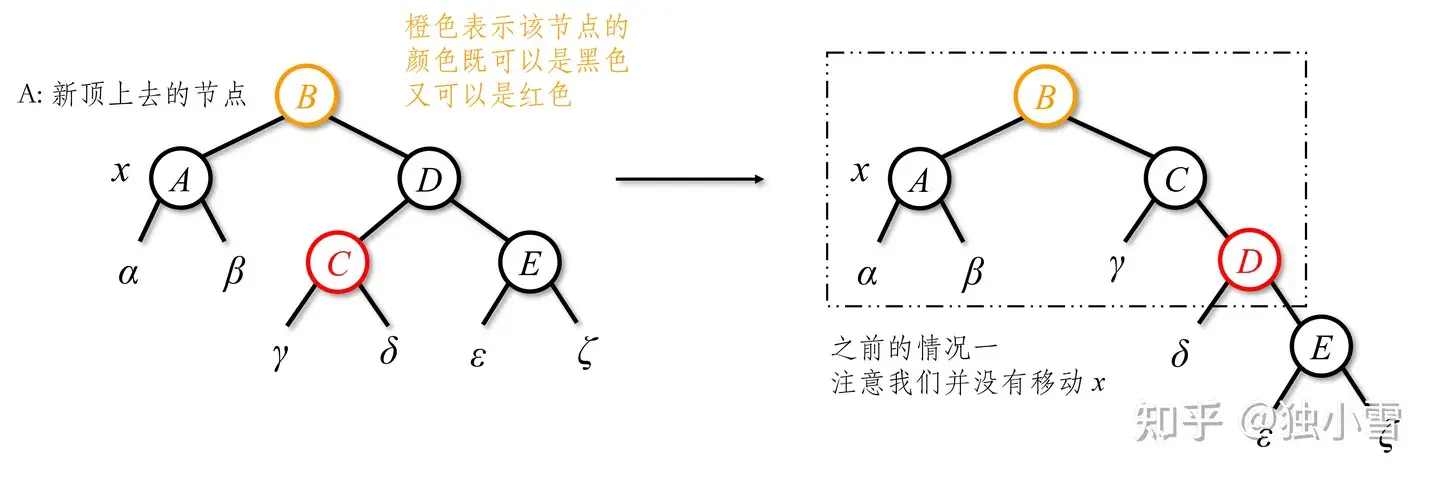 橙色表示该节点的
颜色既可以是黑色
又可以是红色
A: 新顶上去的节点
B
x
A
D
α
β
C
E
γ
δ
ε
ζ
B
x
A
C
α
β
γ
D
之前的情况一
注意我们并没有移动 x
δ
E
ε
ζ
知乎 @独小雪